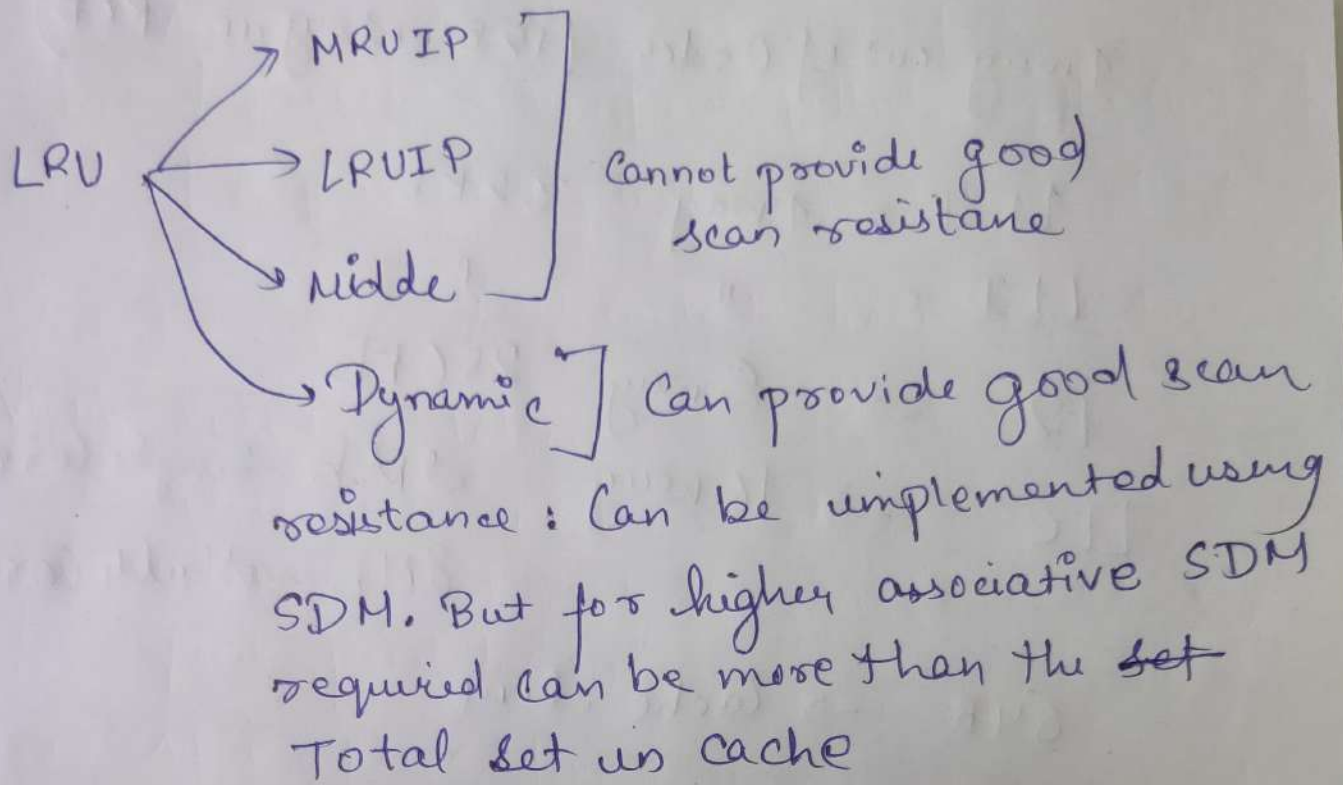 MRUIP
LRU
LRUIP
Cannot provide good
scan resistane
Midde
Dynamic] Can provide good scan
resistance : Can be implemented using
SDM. But for higher associative SDM
required can be more than the set
Total set in cache